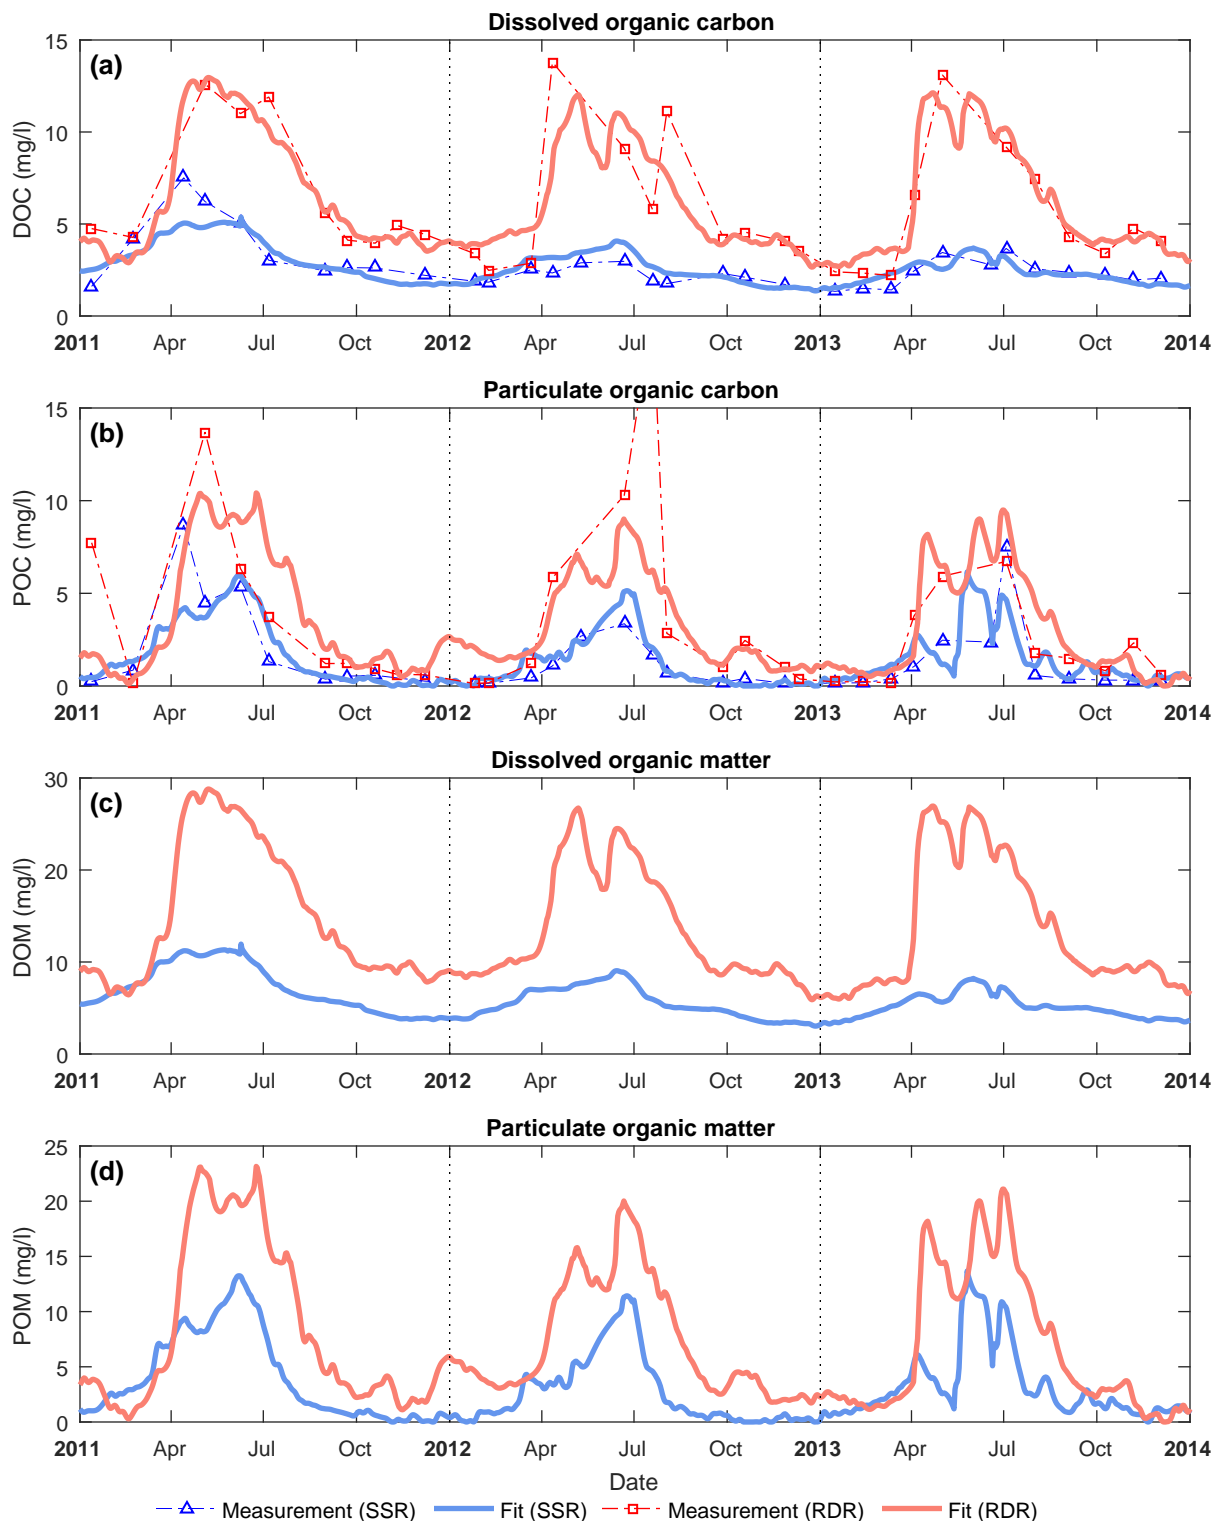 Dissolved organic carbon
(a)
DOC (mg/l)
15
10
5
0
2011 Apr Jul Oct 2012 Apr Jul Oct 2013 Apr Jul Oct 2014
Particulate organic carbon
(b)
POC (mg/l)
15
10
5
0
2011 Apr Jul Oct 2012 Apr Jul Oct 2013 Apr Jul Oct 2014
Dissolved organic matter
(c)
DOM (mg/l)
30
20
10
0
2011 Apr Jul Oct 2012 Apr Jul Oct 2013 Apr Jul Oct 2014
Particulate organic matter
(d)
POM (mg/l)
25
20
15
10
5
0
2011 Apr Jul Oct 2012 Apr Jul Oct 2013 Apr Jul Oct 2014
Date
Measurement (SSR) Fit (SSR) Measurement (RDR) Fit (RDR)